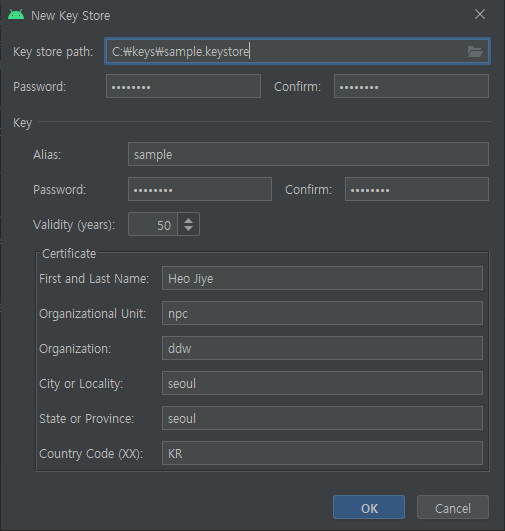 New Key Store
Key store path: C:₩keys₩sample.keystore
Password: •••••••• Confirm: ••••••••
Key
Alias: sample
Password: •••••••• Confirm: ••••••••
Validity (years): 50
Certificate
First and Last Name: Heo Jiye
Organizational Unit: npc
Organization: ddw
City or Locality: seoul
State or Province: seoul
Country Code (XX): KR
OK Cancel